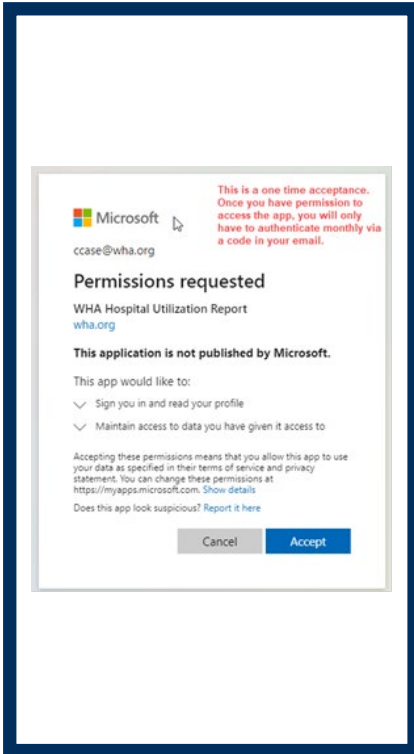 This is a one time acceptance.
Once you have permission to
access the app, you will only
have to authenticate monthly via
a code in your email.
Microsoft
ccase@wha.org
Permissions requested
WHA Hospital Utilization Report
wha.org
This application is not published by Microsoft.
This app would like to:
Sign you in and read your profile
Maintain access to data you have given it access to
Accepting these permissions means that you allow this app to use
your data as specified in their terms of service and privacy
statement. You can change these permissions at
https://myapps.microsoft.com. Show details
Does this app look suspicious? Report it here
Cancel Accept